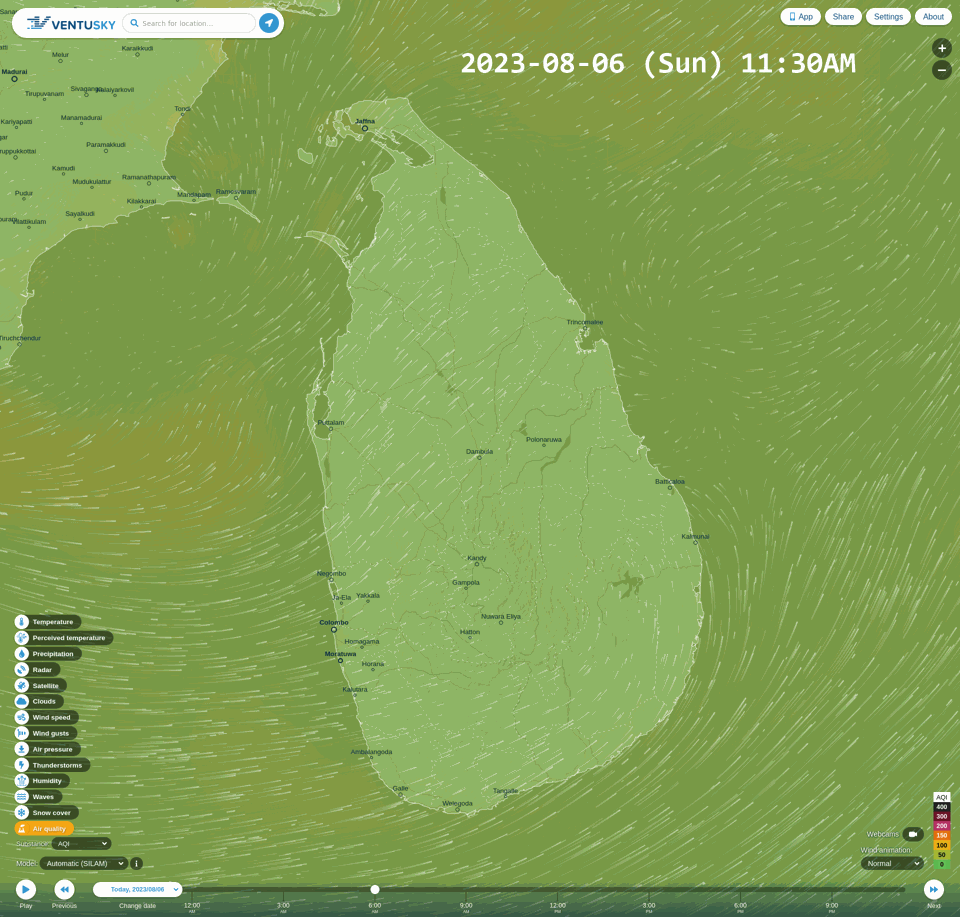 VENTUSKY
Search for location...
App
Share
Settings
About
2023-08-06 (Sun) 11:30AM
+
−
Melur
Karaikkudi
Madurai
Tirupuvanam
Kalaiyarkovil
Tondi
Kariyapatti
Manamadurai
Jaffna
Paramakkudi
ruppukkottai
Kamudi
Mudukulattur
Ramanathapuram
Pudur
Kilakkarai
Mandapam
Rameswaram
Sayalkudi
Vilattikulam
Tiruchchendur
Trincomalee
Puttalam
Dambulla
Polonaruwa
Batticaloa
Kalmunai
Kandy
Negombo
Gampola
Ja-Ela
Yakkala
Nuwara Eliya
Colombo
Hatton
Homagama
Moratuwa
Horana
Kalutara
Ambalangoda
Galle
Tangalle
Weligoda
Temperature
Perceived temperature
Precipitation
Radar
Satellite
Clouds
Wind speed
Wind gusts
Air pressure
Thunderstorms
Humidity
Waves
Snow cover
Air quality
Substance:
AQI
Model:
Automatic (SILAM)
i
AQI
400
300
200
150
100
50
0
Webcams
Wind animation:
Normal
Play
Previous
Today, 2023/08/06
Change date
12:00
AM
3:00
AM
6:00
AM
9:00
AM
12:00
PM
3:00
PM
6:00
PM
9:00
PM
Next